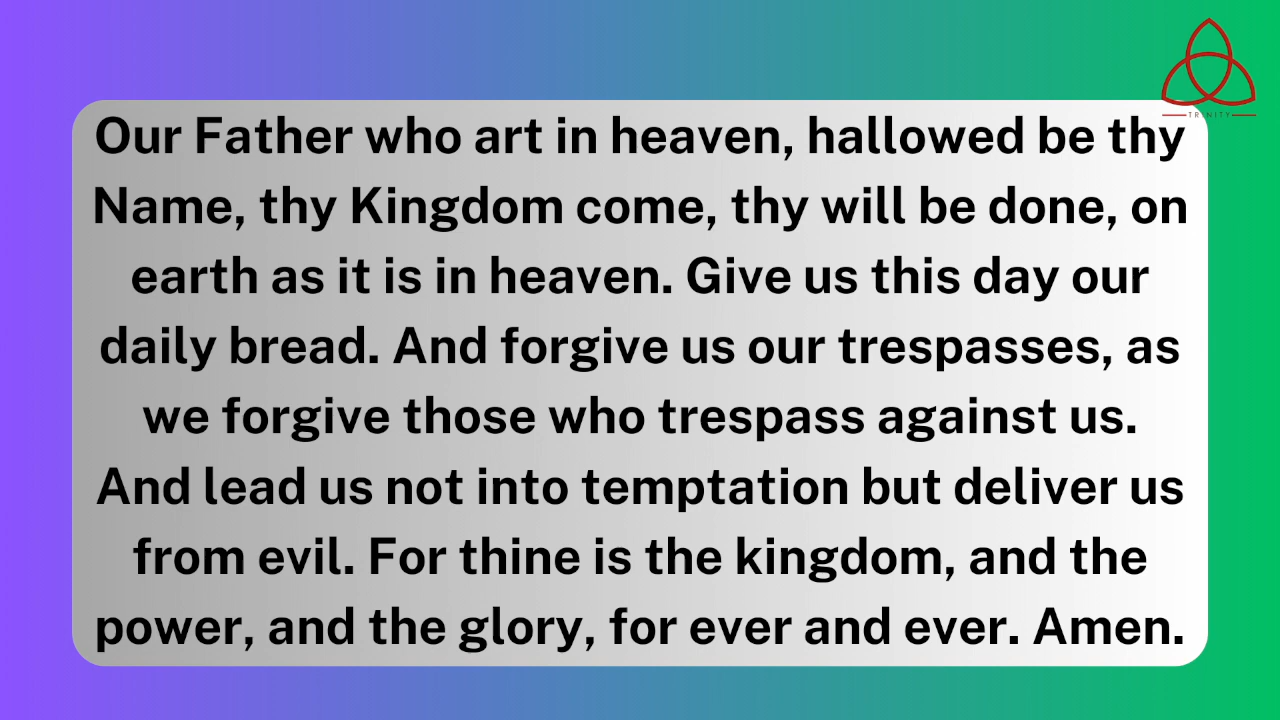 TRINITY
Our Father who art in heaven, hallowed be thy
Name, thy Kingdom come, thy will be done, on
earth as it is in heaven. Give us this day our
daily bread. And forgive us our trespasses, as
we forgive those who trespass against us.
And lead us not into temptation but deliver us
from evil. For thine is the kingdom, and the
power, and the glory, for ever and ever. Amen.